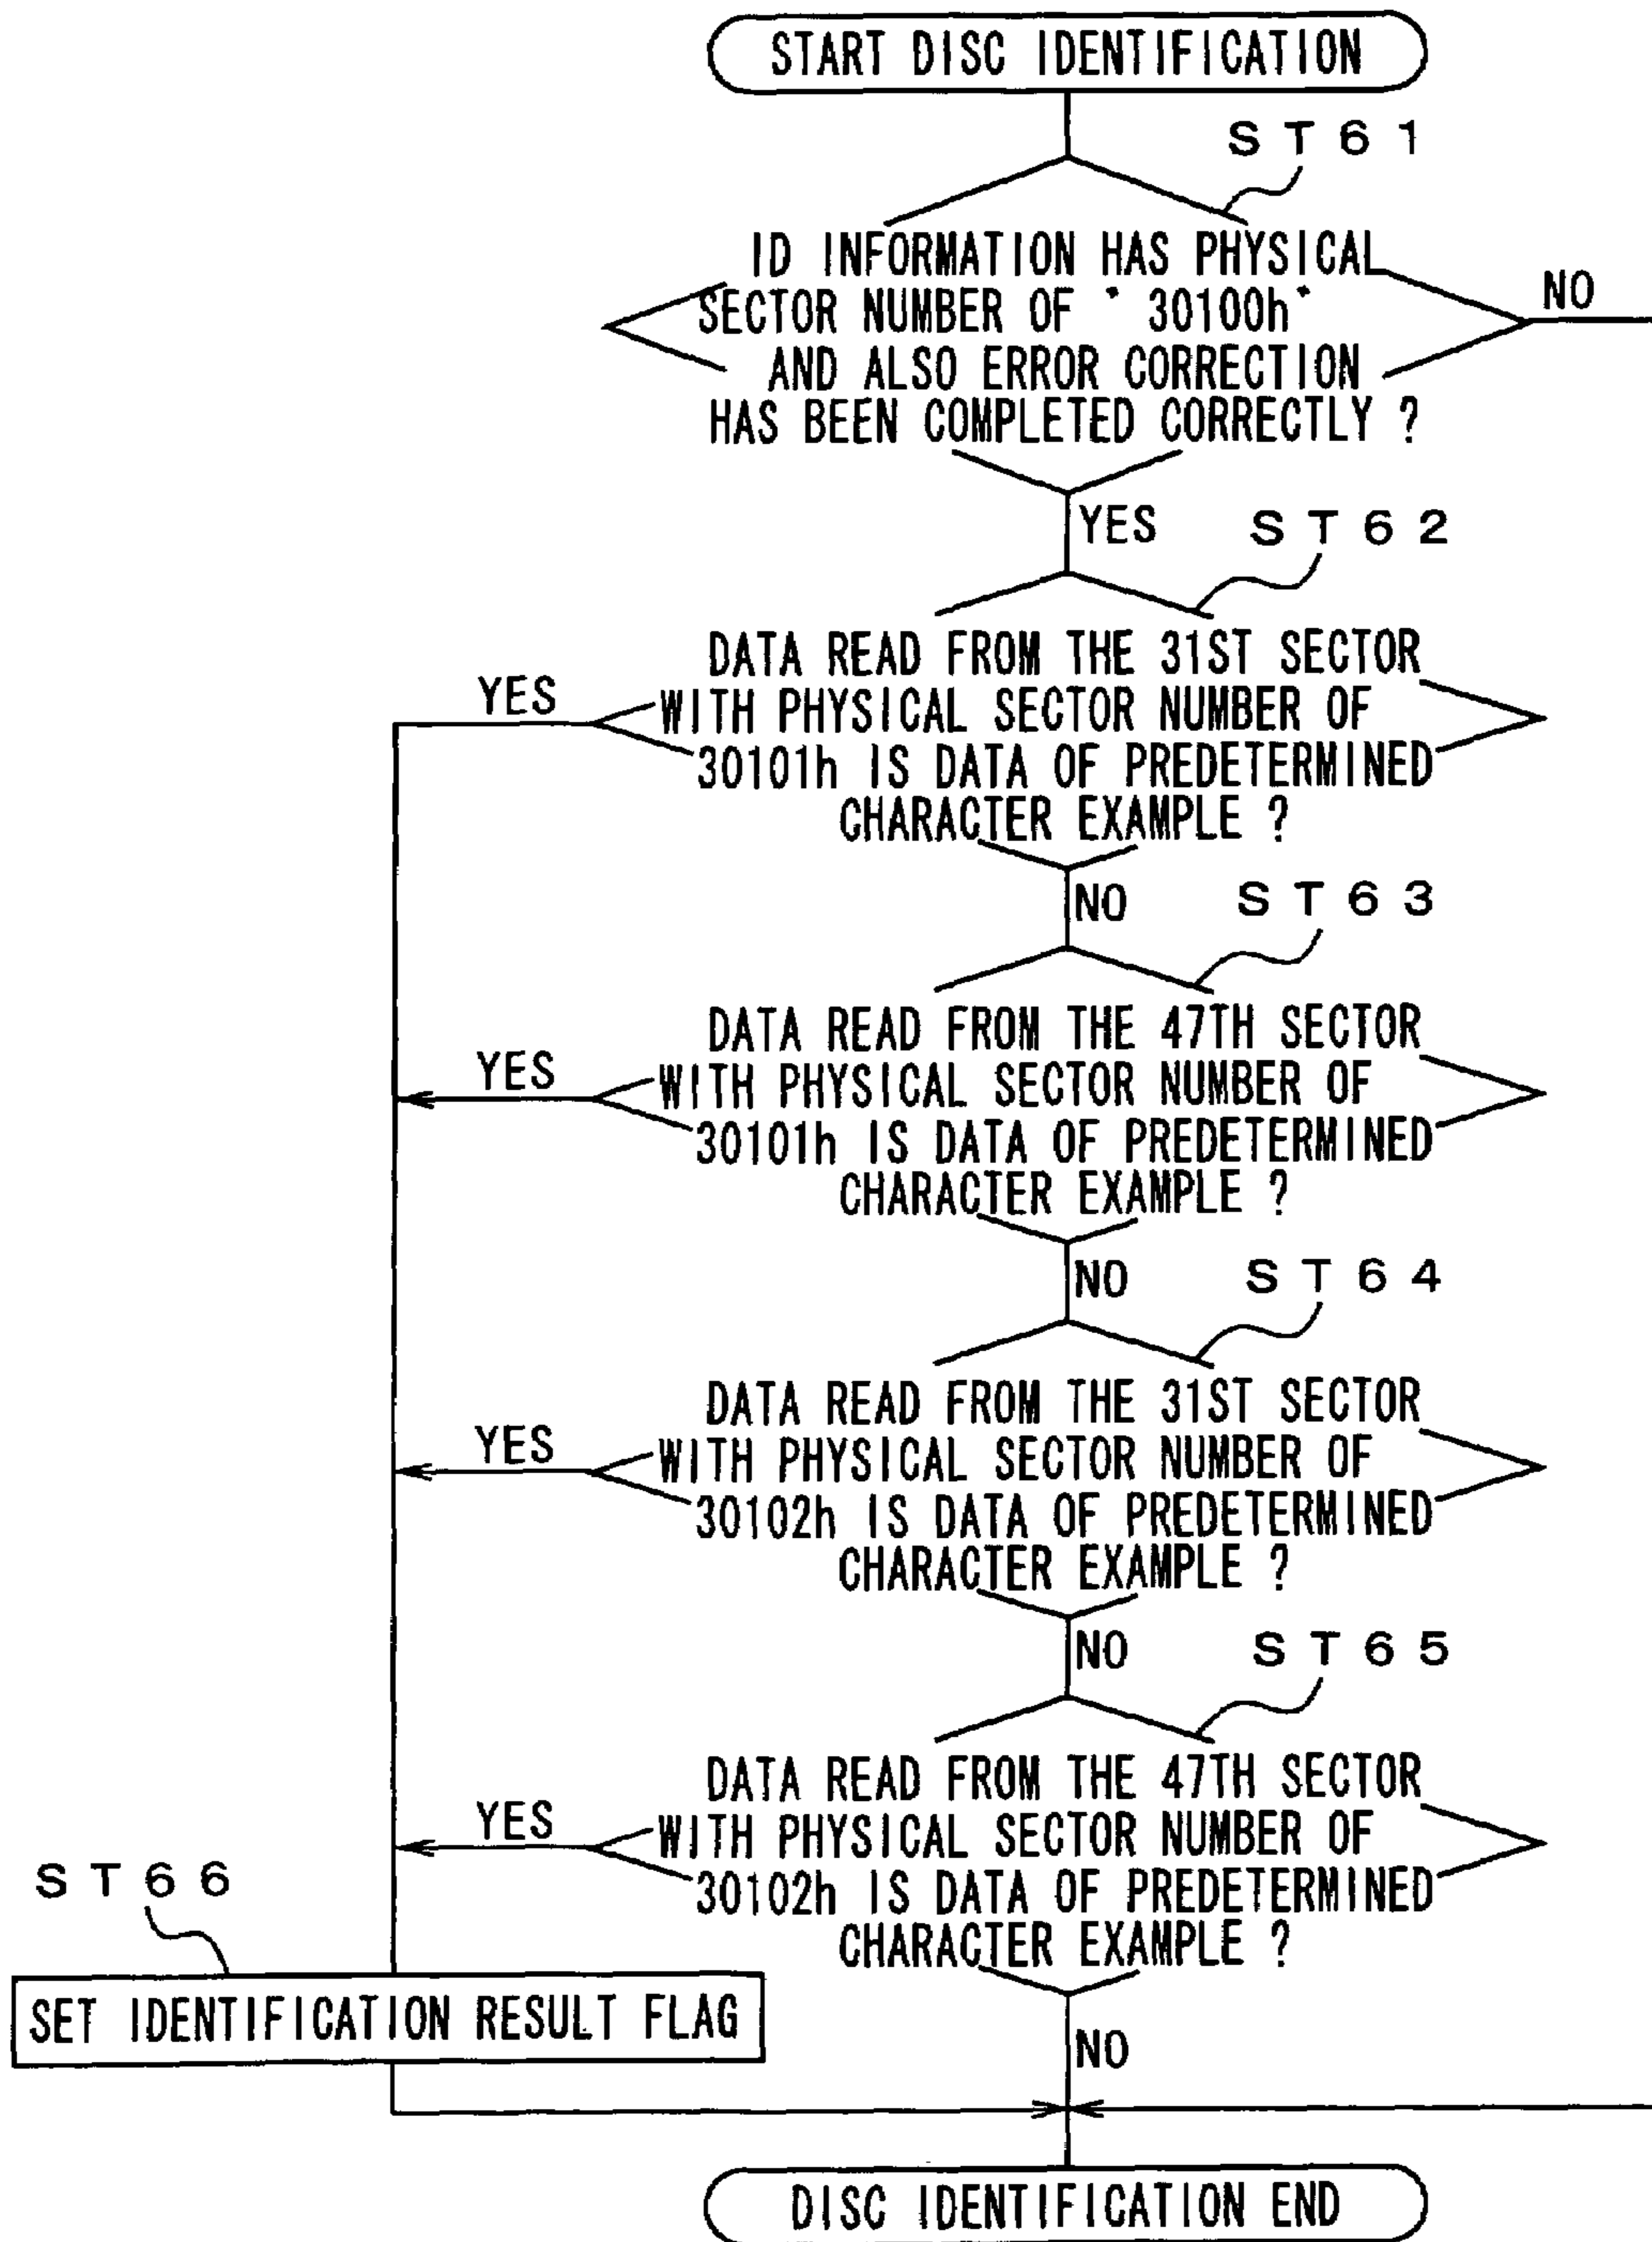 START DISC IDENTIFICATION
ST61
ID INFORMATION HAS PHYSICAL
SECTOR NUMBER OF " 30100h"
AND ALSO ERROR CORRECTION
HAS BEEN COMPLETED CORRECTLY ?
NO
YES
ST62
DATA READ FROM THE 31ST SECTOR
WITH PHYSICAL SECTOR NUMBER OF
30101h IS DATA OF PREDETERMINED
CHARACTER EXAMPLE ?
YES
NO
ST63
DATA READ FROM THE 47TH SECTOR
WITH PHYSICAL SECTOR NUMBER OF
30101h IS DATA OF PREDETERMINED
CHARACTER EXAMPLE ?
YES
NO
ST64
DATA READ FROM THE 31ST SECTOR
WITH PHYSICAL SECTOR NUMBER OF
30102h IS DATA OF PREDETERMINED
CHARACTER EXAMPLE ?
YES
NO
ST65
DATA READ FROM THE 47TH SECTOR
WITH PHYSICAL SECTOR NUMBER OF
30102h IS DATA OF PREDETERMINED
CHARACTER EXAMPLE ?
YES
ST66
SET IDENTIFICATION RESULT FLAG
NO
DISC IDENTIFICATION END